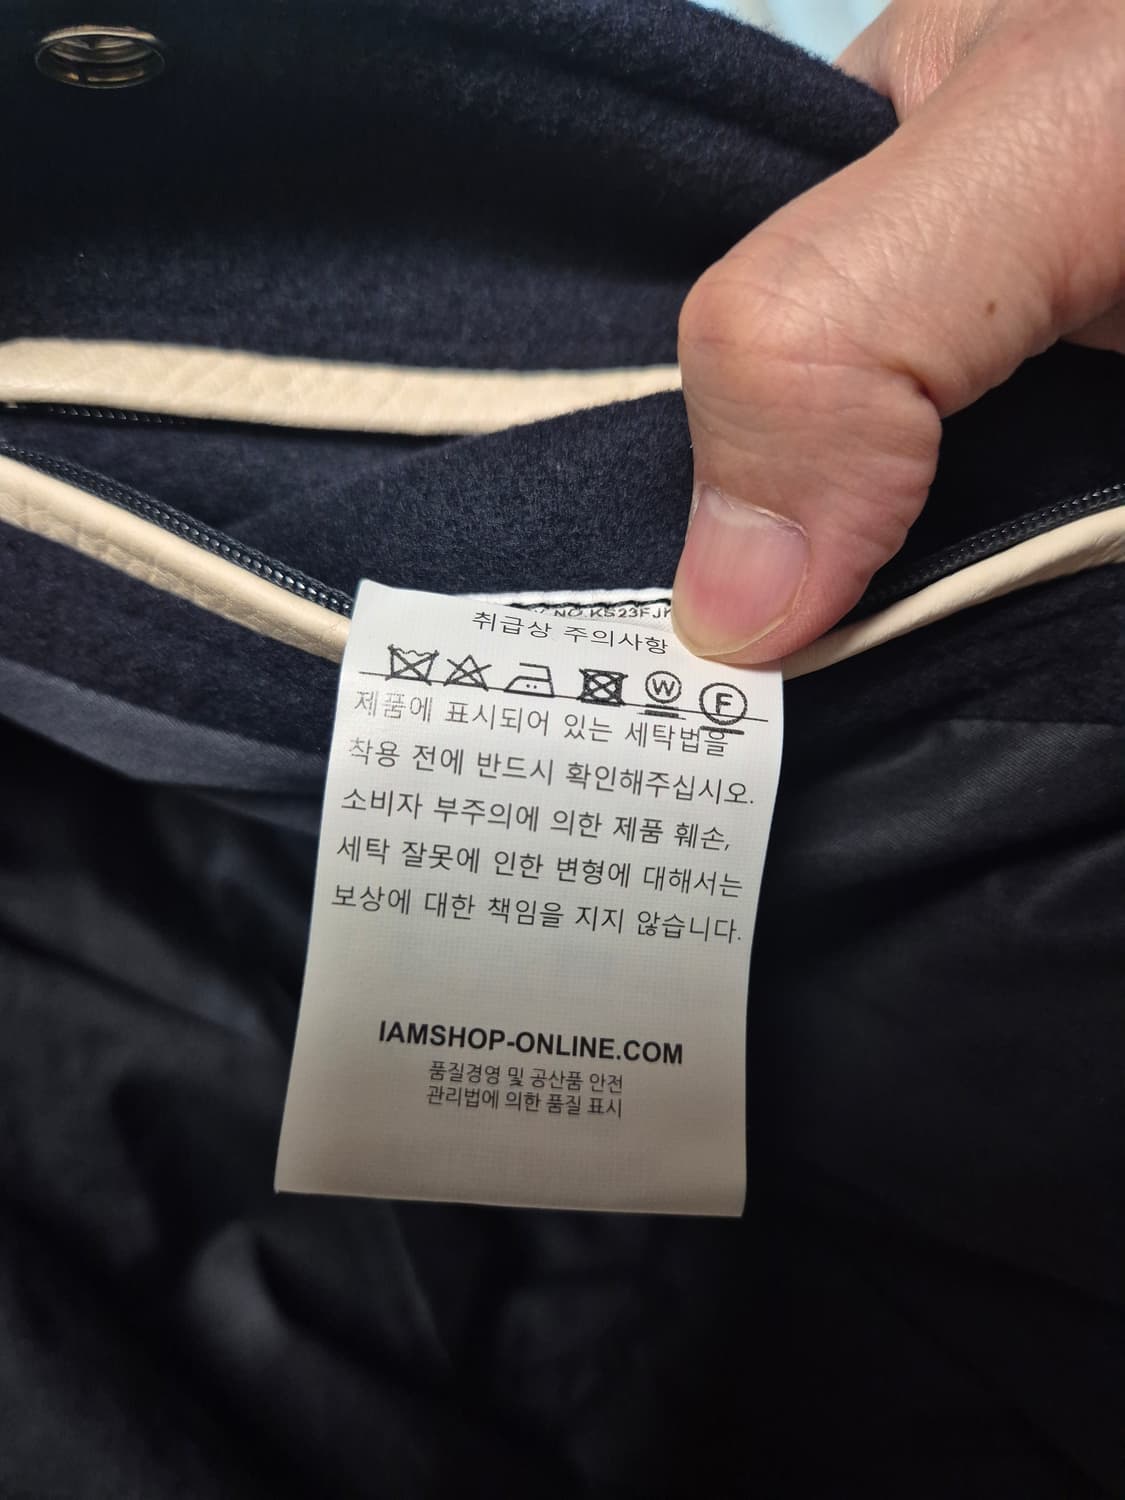 NO.KS23FJ
취급상 주의사항
W F
제품에 표시되어 있는 세탁법을
착용 전에 반드시 확인해주십시오.
소비자 부주의에 의한 제품 훼손,
세탁 잘못에 인한 변형에 대해서는
보상에 대한 책임을 지지 않습니다.
IAMSHOP-ONLINE.COM
품질경영 및 공산품 안전
관리법에 의한 품질 표시